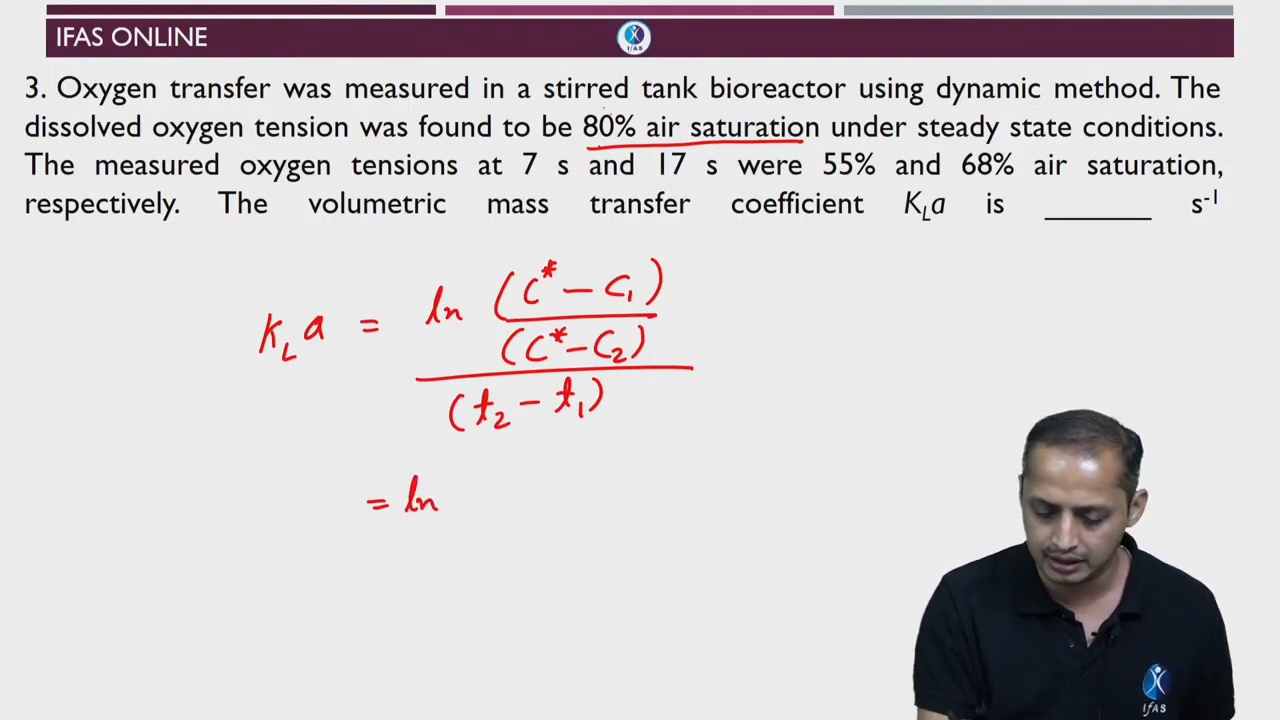 IFAS ONLINE
IFAS
3. Oxygen transfer was measured in a stirred tank bioreactor using dynamic method. The
dissolved oxygen tension was found to be 80% air saturation under steady state conditions.
The measured oxygen tensions at 7 s and 17 s were 55% and 68% air saturation,
respectively. The volumetric mass transfer coefficient K_La is ________ s⁻¹
K_L a = ln (C* - C₁)
(C* - C₂)
(t₂ - t₁)
= ln
IFAS